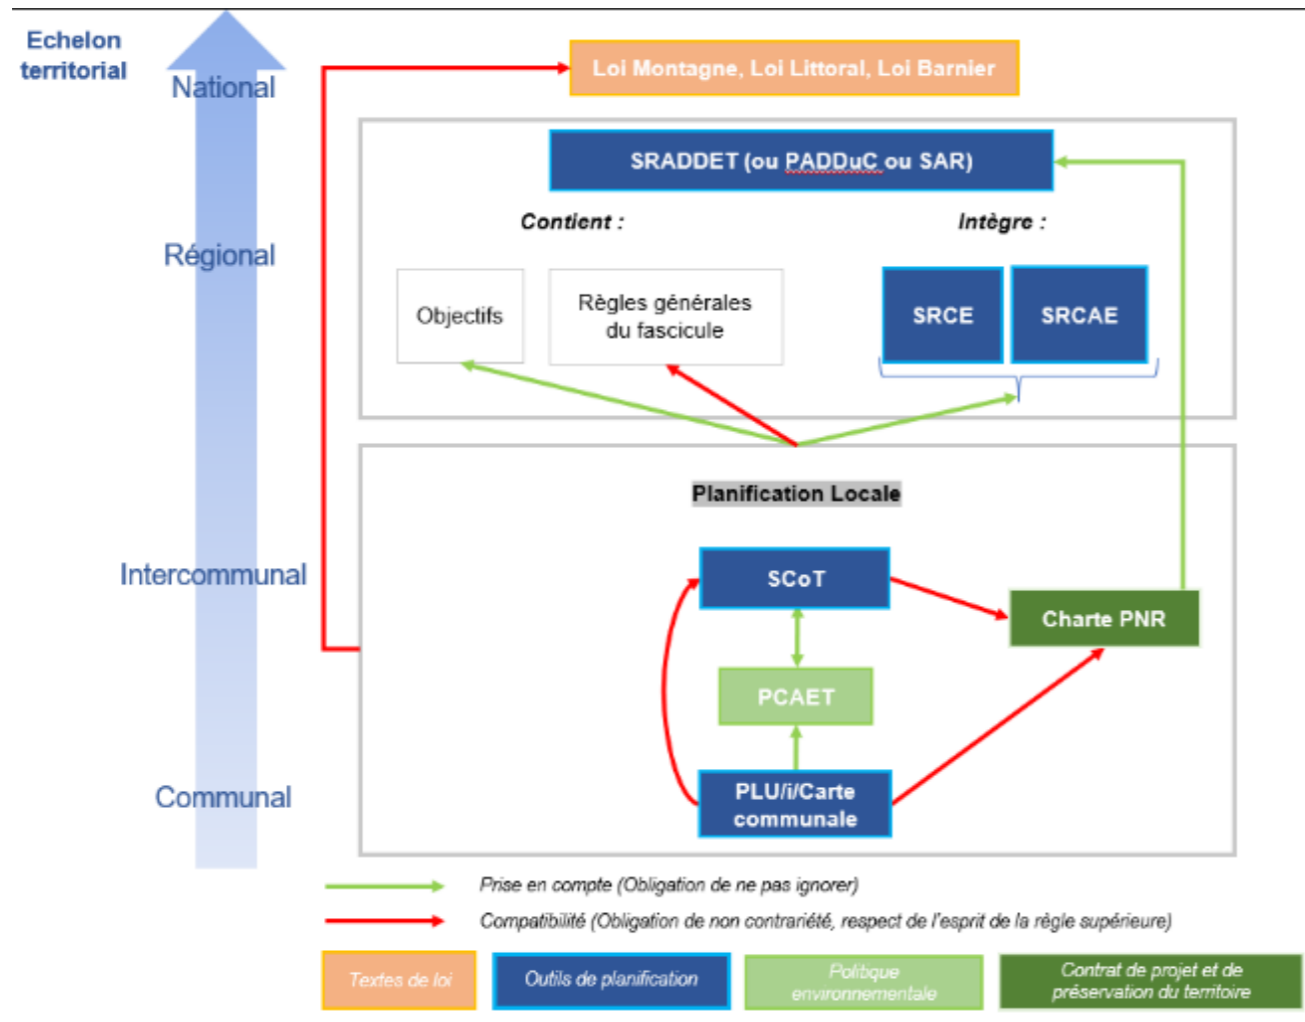 Echelon
territorial
National
Loi Montagne, Loi Littoral, Loi Barnier
SRADDET (ou PADDuC ou SAR)
Contient :
Intègre :
Régional
Objectifs
Règles générales
du fascicule
SRCE
SRCAE
Planification Locale
Intercommunal
SCoT
Charte PNR
PCAET
Communal
PLU/i/Carte
communale
Prise en compte (Obligation de ne pas ignorer)
Compatibilité (Obligation de non contrariété, respect de l'esprit de la règle supérieure)
Textes de loi
Outils de planification
Politique
environnementale
Contrat de projet et de
préservation du territoire